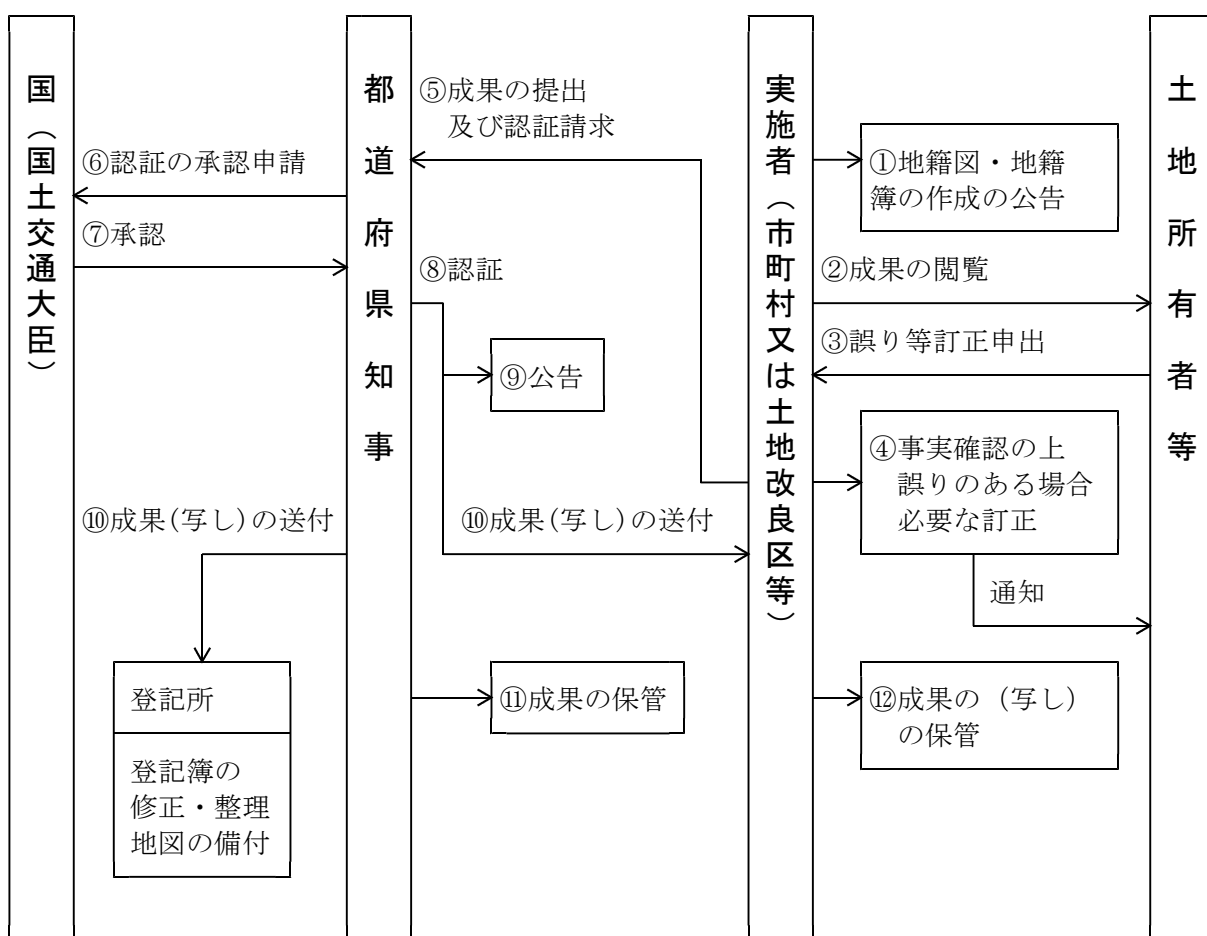 国（国土交通大臣）
都道府県知事
実施者（市町村又は土地改良区等）
土地所有者等
①地籍図・地籍
簿の作成の公告
②成果の閲覧
③誤り等訂正申出
④事実確認の上
誤りのある場合
必要な訂正
通知
⑤成果の提出
及び認証請求
⑥認証の承認申請
⑦承認
⑧認証
⑨公告
⑩成果(写し)の送付
⑩成果(写し)の送付
登記所
登記簿の
修正・整理
地図の備付
⑪成果の保管
⑫成果の（写し）
の保管